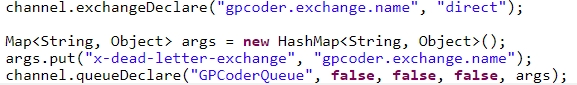 channel.exchangeDeclare("gpcoder.exchange.name", "direct");
Map<String, Object> args = new HashMap<String, Object>();
args.put("x-dead-letter-exchange", "gpcoder.exchange.name");
channel.queueDeclare("GPCoderQueue", false, false, false, args);